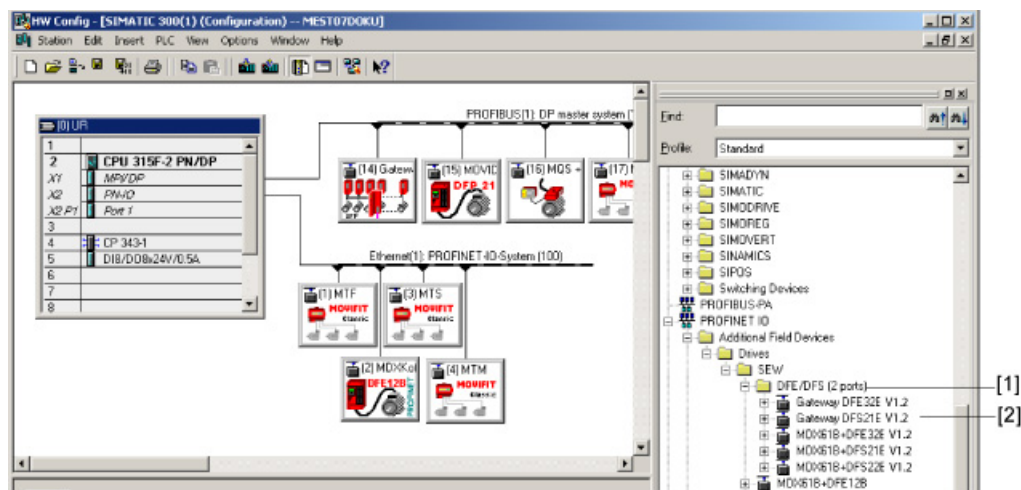 HW Config - [SIMATIC 300(1) (Configuration) -- MEST07DOKU]
Station Edit Insert PLC View Options Window Help
(0) UR
1
2 CPU 315F-2 PN/DP
X1 MPI/DP
X2 PN-IO
X2 P1 Port 1
3
4 CP 343-1
5 DI8/DO8x24V/0.5A
6
7
8
PROFIBUS(1): DP master system (
(14) Gatew
(15) MOVID
DFP 21
(16) MQS +
(17)
Ethernet(1): PROFINET-IO-System (100)
(1) MTF
MOVIFIT
Classic
(3) MTS
MOVIFIT
Classic
(2) MDXKol
DFE12B
PROFINET
(4) MTM
MOVIFIT
Classic
Find:
Profile: Standard
SIMADYN
SIMATIC
SIMODRIVE
SIMOREG
SIMOVERT
SINAMICS
SIPOS
Switching Devices
PROFIBUS-PA
PROFINET IO
Additional Field Devices
Drives
SEW
DFE/DFS (2 ports) [1]
Gateway DFE32E V1.2
Gateway DFS21E V1.2 [2]
MDX61B+DFE32E V1.2
MDX61B+DFS21E V1.2
MDX61B+DFS22E V1.2
MDX61B+DFE12B